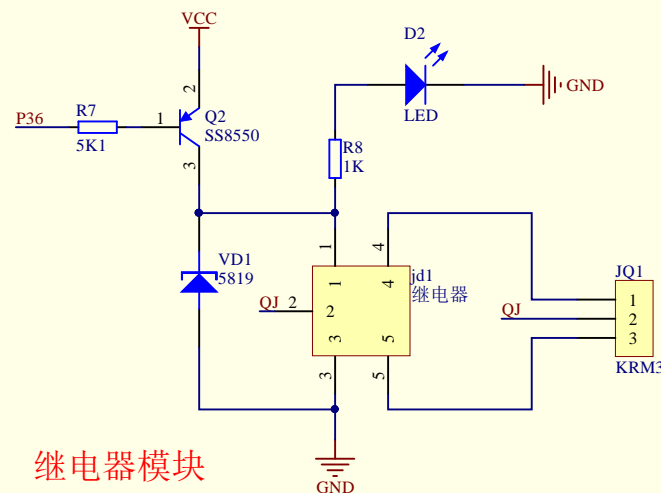 VCC
D2
GND
LED
P36
R7
5K1
1
2
3
Q2
SS8550
R8
1K
VD1
5819
QJ
2
1
4
1
4
2
3
5
3
5
jd1
继电器
QJ
JQ1
1
2
3
KRM3
GND
继电器模块